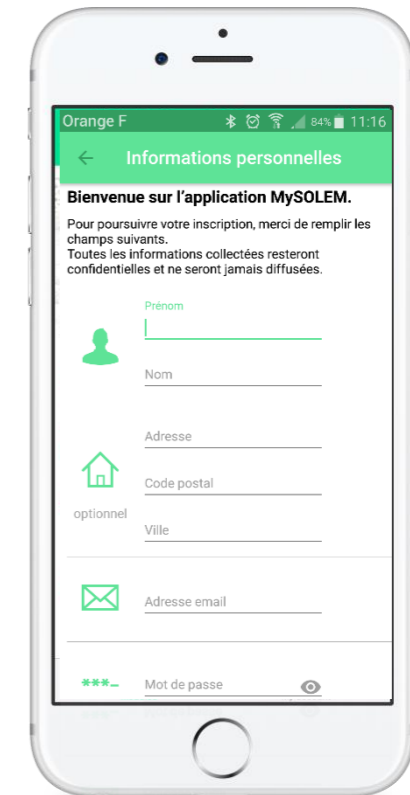 Orange F 84% 11:16
Informations personnelles
Bienvenue sur l'application MySOLEM.
Pour poursuivre votre inscription, merci de remplir les
champs suivants.
Toutes les informations collectées resteront
confidentielles et ne seront jamais diffusées.
Prénom
Nom
Adresse
Code postal
optionnel
Ville
Adresse email
***_ Mot de passe